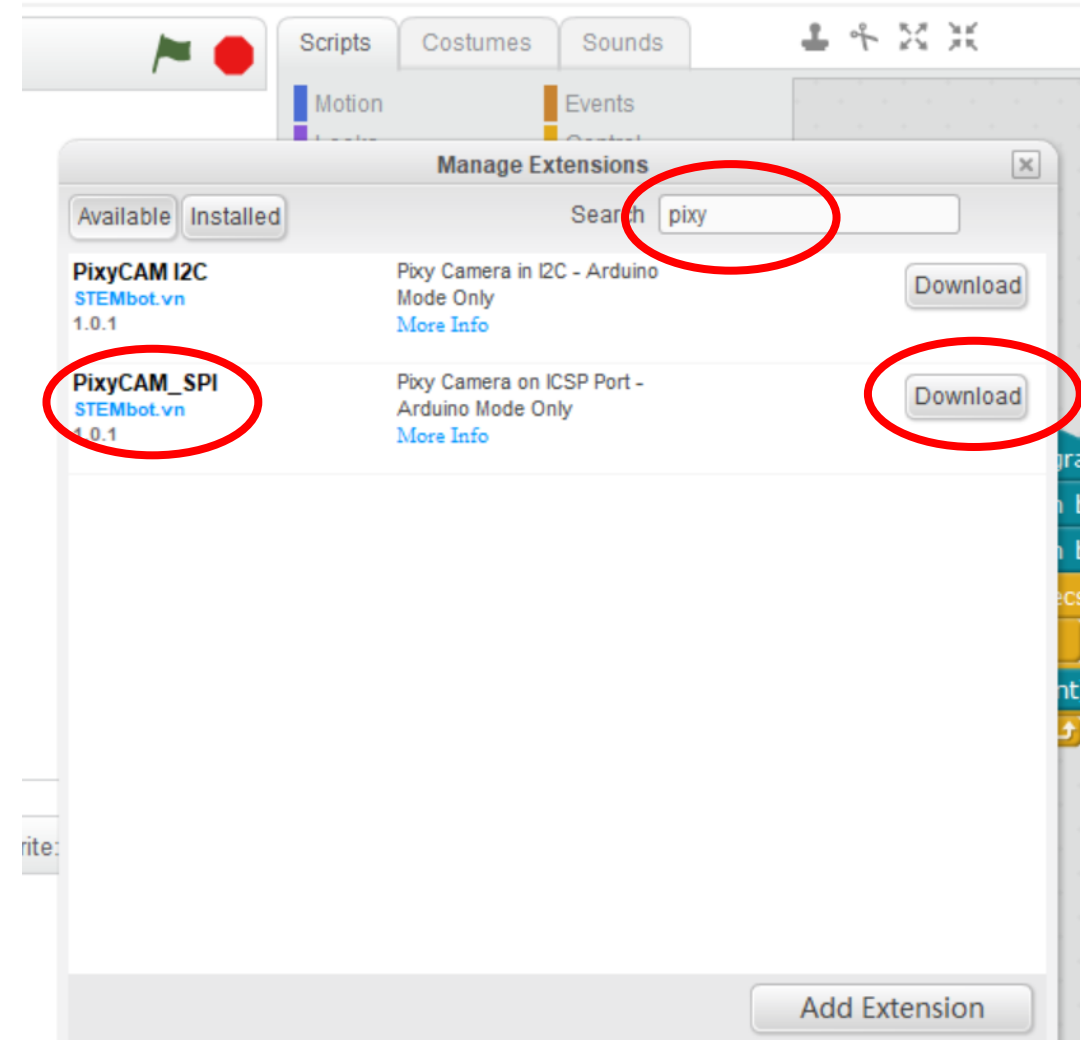 Scripts Costumes Sounds
Motion Events
Manage Extensions
Available Installed Search pixy
PixyCAM I2C Pixy Camera in I2C - Arduino
STEMbot.vn Mode Only Download
1.0.1 More Info
PixyCAM_SPI Pixy Camera on ICSP Port -
STEMbot.vn Arduino Mode Only Download
1.0.1 More Info
Add Extension